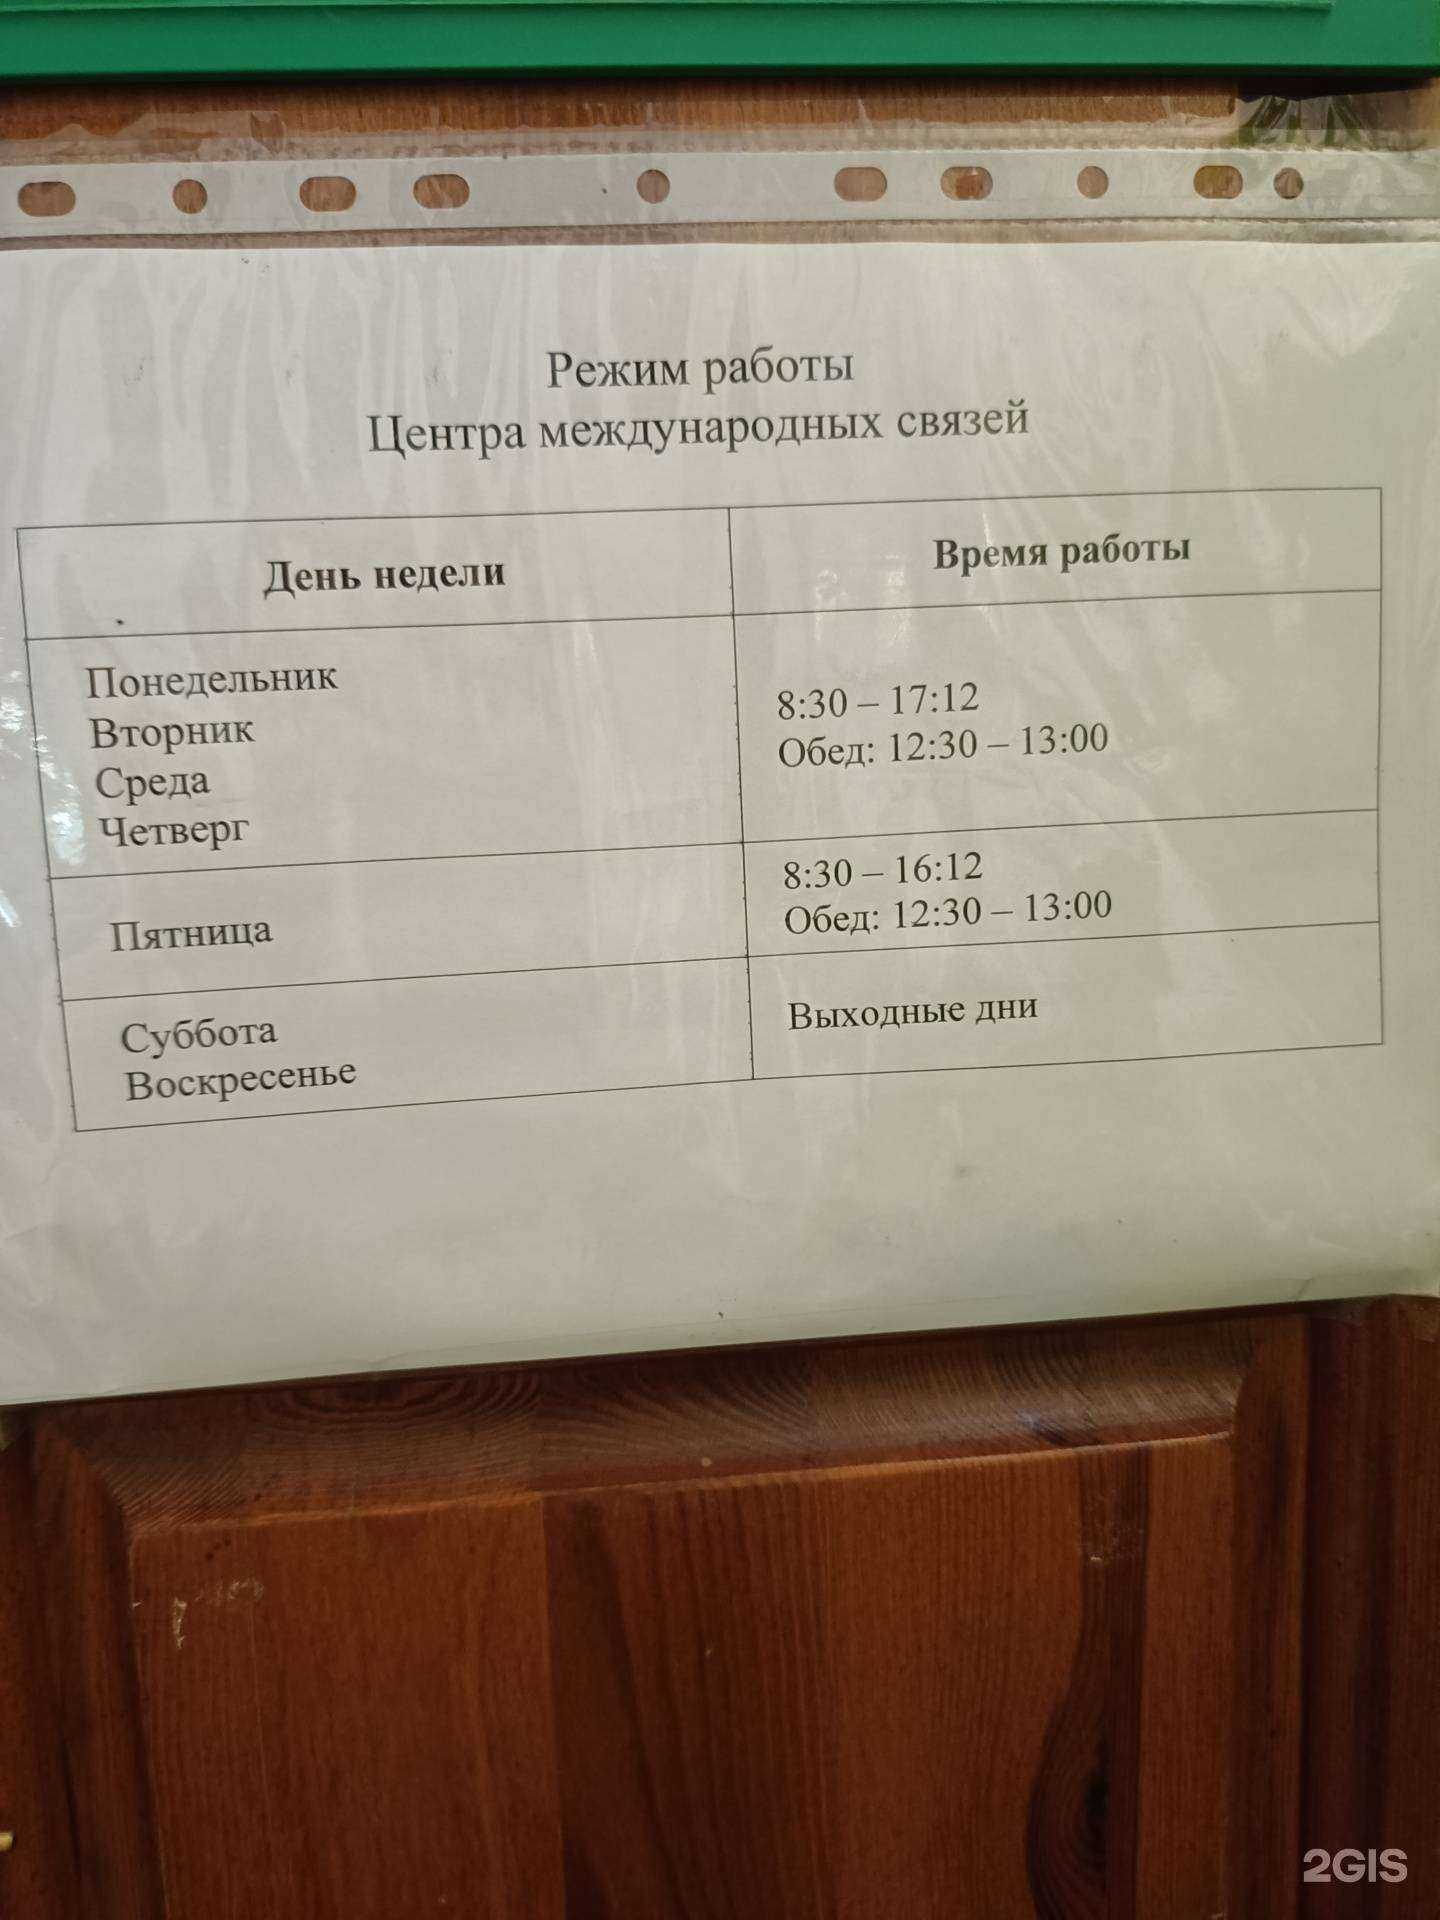 Режим работы
Центра международных связей
День недели
Время работы
Понедельник
Вторник
Среда
Четверг
8:30 – 17:12
Обед: 12:30 – 13:00
Пятница
8:30 – 16:12
Обед: 12:30 – 13:00
Суббота
Воскресенье
Выходные дни
2GIS